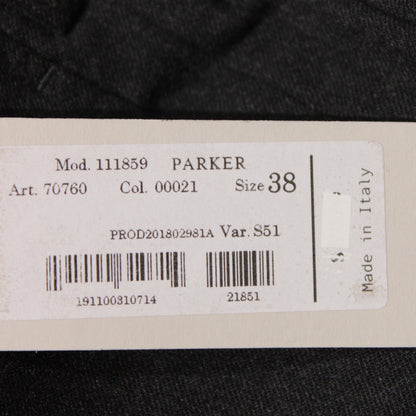 Mod. 111859 PARKER
Art. 70760 Col. 00021 Size 38
PROD201802981A Var. S51
191100310714 21851
Made in Italy